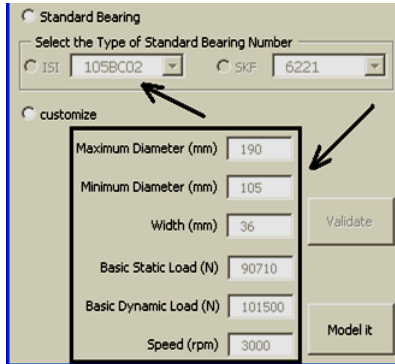 Standard Bearing
Select the Type of Standard Bearing Number
ISI 105BC02 SKF 6221
customize
Maximum Diameter (mm) 190
Minimum Diameter (mm) 105
Width (mm) 36
Validate
Basic Static Load (N) 90710
Basic Dynamic Load (N) 101500
Model it
Speed (rpm) 3000